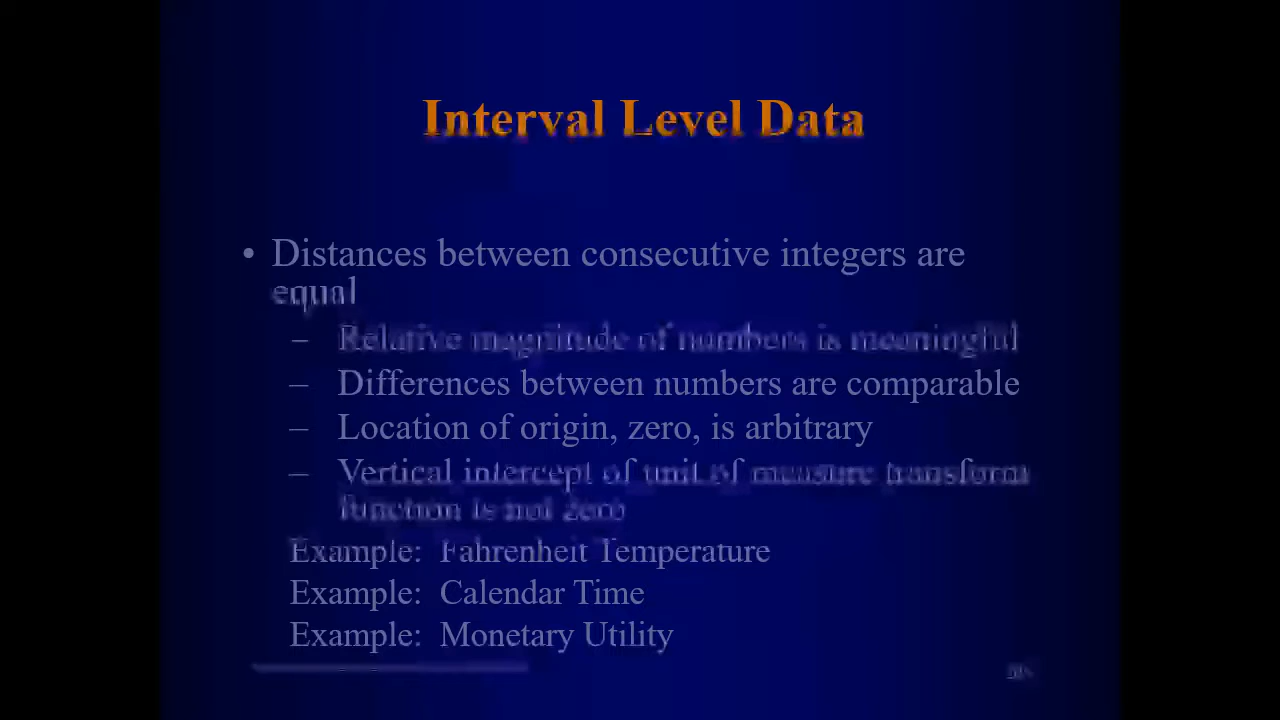 Interval Level Data
• Distances between consecutive integers are
equal
– Relative magnitude of numbers is meaningful
– Differences between numbers are comparable
– Location of origin, zero, is arbitrary
– Vertical intercept of unit of measure transform
function is not zero
Example: Fahrenheit Temperature
Example: Calendar Time
Example: Monetary Utility